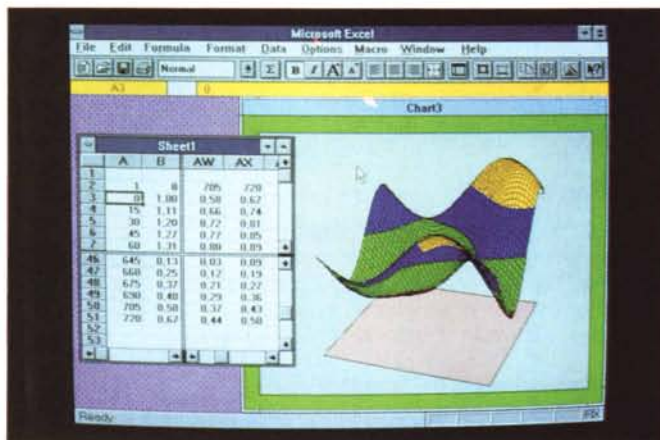 Microsoft Excel
File Edit Formula Format Data Options Macro Window Help
Normal Σ B I A A
A3 0
Chart3
Sheet1
A B AW AX
1
2 1 0 705 720
3 0 1.00 0.58 0.67
4 15 1.11 0.66 0.74
5 30 1.20 0.72 0.81
6 45 1.27 0.77 0.85
7 60 1.31 0.80 0.89
46 645 0.13 0.03 0.09
47 660 0.25 0.12 0.19
48 675 0.37 0.21 0.27
49 690 0.48 0.29 0.36
50 705 0.58 0.37 0.43
51 720 0.67 0.44 0.50
52
53
Ready